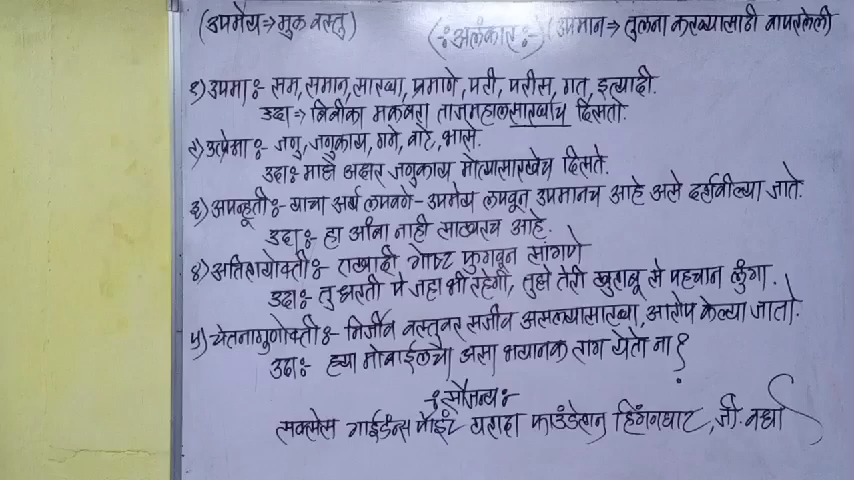 (उपमेय⇒मुळ वस्तु) (-:अलंकार:-) (उपमान⇒ तुलना करण्यासाठी वापरलेली
१) उपमा:- सम, समान, सारखा, प्रमाणे, परी, परीस, गत, इत्यादी.
उदा ⇒ बिबीका मकबरा ताजमहालसारखाच दिसतो.
२) उत्प्रेक्षा:- जणु, जणुकाय, गमे, वाटे, भासे.
उदा:- माझे अक्षर जणुकाय मोत्यासारखेच दिसते.
३) अपन्हूती:- याचा अर्थ लपवणे- उपमेय लपवून उपमानच आहे असे दर्शविल्या जाते.
उदा:- हा आंबा नाही साखरच आहे.
४) अतिशयोक्ती:- एखादी गोष्ट फुगवून सांगणे
उदा:- तु धरती पे जहा भी रहेगी, तुझे तेरी खुशबू से पहचान लुंगा.
५) चेतनागुणोक्ती:- निर्जीव वस्तुवर सजीव असल्यासारखा, आरोप केल्या जातो.
उदा:- ह्या मोबाईलचा असा भयानक राग येतो ना?
-:सौजन्य:-
सक्सेस गाईडन्स पॉईंट फाउंडेशन हिंगणघाट, जी. वर्धा